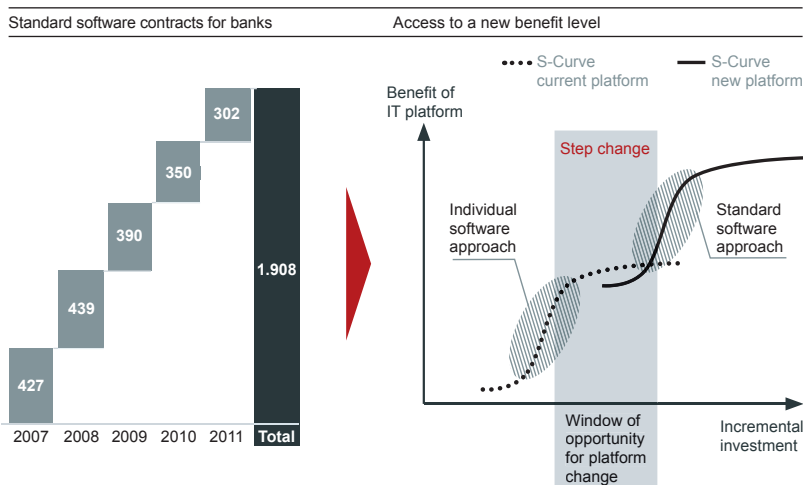 Standard software contracts for banks
302
350
390
439
427
1.908
2007 2008 2009 2010 2011 Total
Access to a new benefit level
S-Curve
current platform
S-Curve
new platform
Benefit of
IT platform
Step change
Individual
software
approach
Standard
software
approach
Window of
opportunity
for platform
change
Incremental
investment